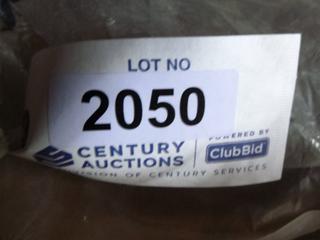 LOT NO
2050
CENTURY
AUCTIONS
POWERED BY
ClubBid
DIVISION OF CENTURY SERVICES